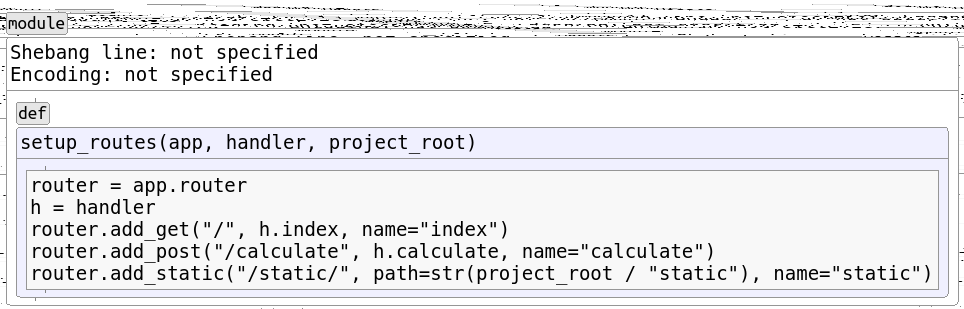 module
Shebang line: not specified
Encoding: not specified
def
setup_routes(app, handler, project_root)
router = app.router
h = handler
router.add_get("/", h.index, name="index")
router.add_post("/calculate", h.calculate, name="calculate")
router.add_static("/static/", path=str(project_root / "static"), name="static")